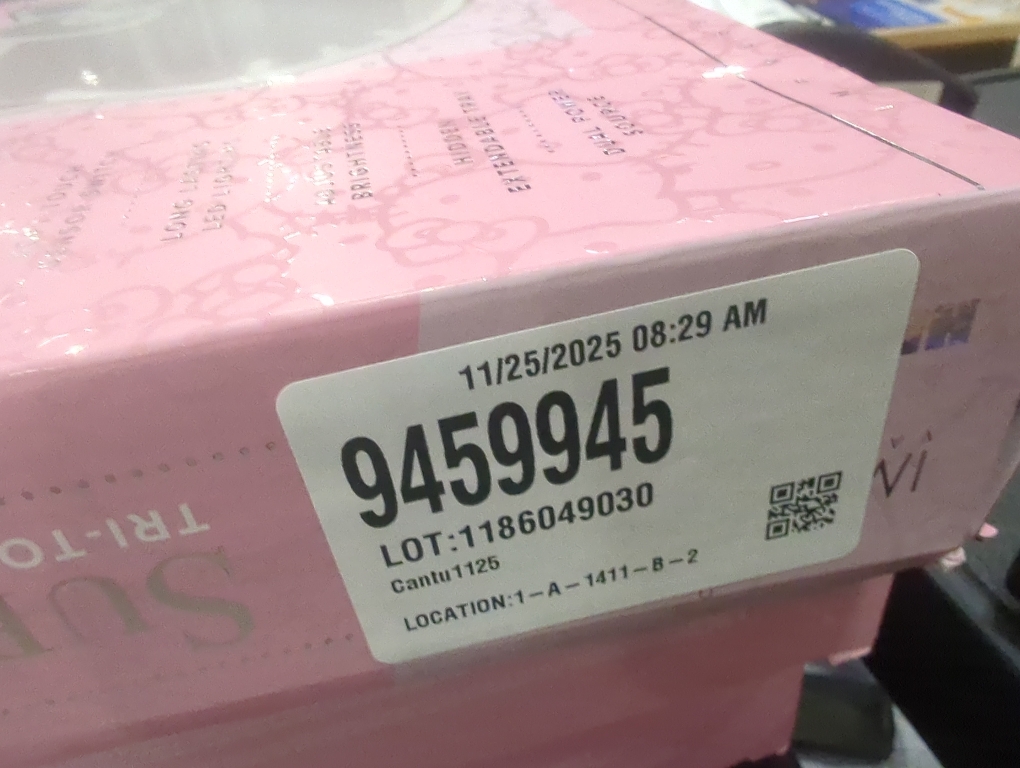 LONG LASTING
LED LIGHTS
BRIGHTNESS
HIDDEN
EXTENDABLE TRAY
DUAL POWER
SOURCE
11/25/2025 08:29 AM
9459945
LOT:1186049030
Cantu1125
LOCATION:1-A-1411-B-2
TRI-TO